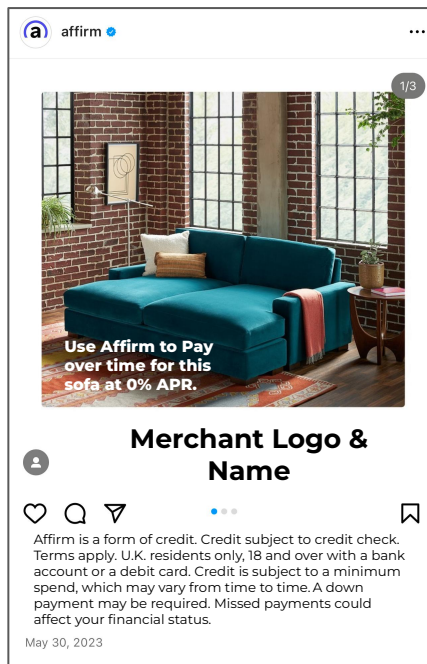 a affirm
1/3
Use Affirm to Pay
over time for this
sofa at 0% APR.
Merchant Logo &
Name
Affirm is a form of credit. Credit subject to credit check.
Terms apply. U.K. residents only, 18 and over with a bank
account or a debit card. Credit is subject to a minimum
spend, which may vary from time to time. A down
payment may be required. Missed payments could
affect your financial status.
May 30, 2023